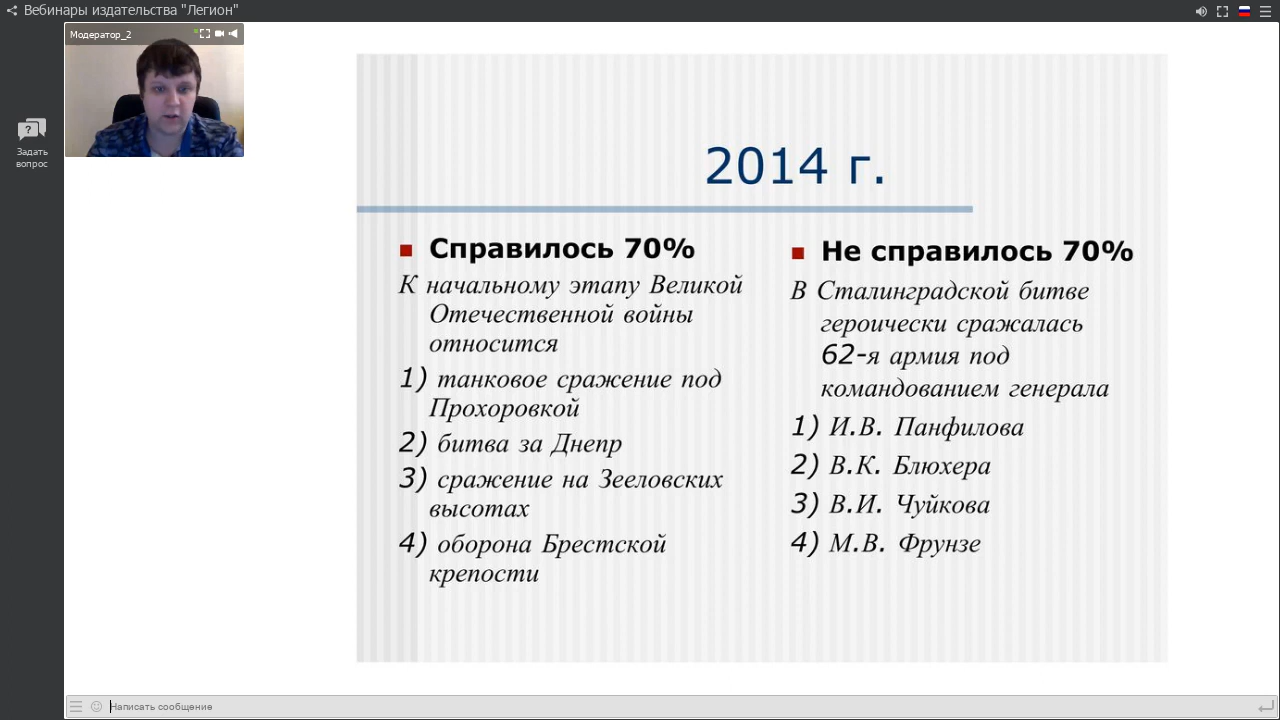 Вебинары издательства "Легион"
Модератор_2
Задать
вопрос
2014 г.
Справилось 70%
К начальному этапу Великой
Отечественной войны
относится
1) танковое сражение под
Прохоровкой
2) битва за Днепр
3) сражение на Зееловских
высотах
4) оборона Брестской
крепости
Не справилось 70%
В Сталинградской битве
героически сражалась
62-я армия под
командованием генерала
1) И.В. Панфилова
2) В.К. Блюхера
3) В.И. Чуйкова
4) М.В. Фрунзе
Написать сообщение